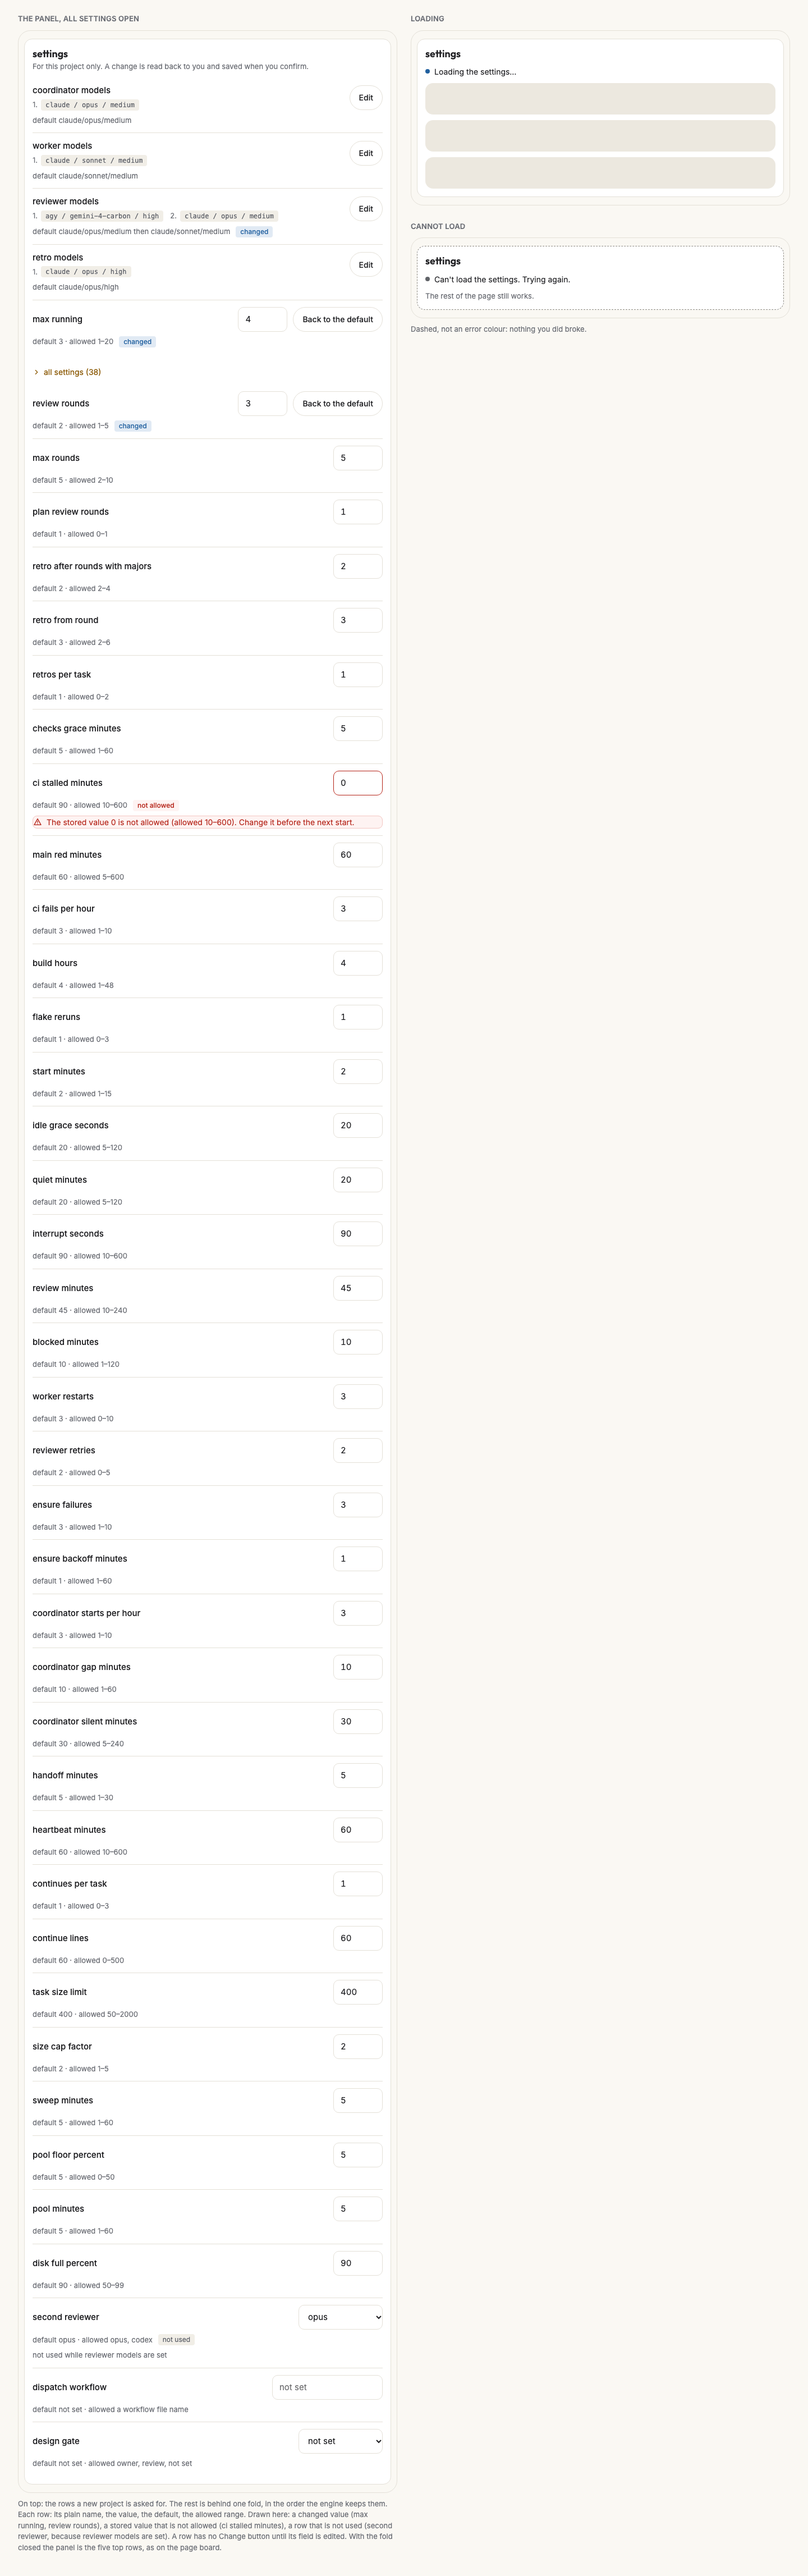 THE PANEL, ALL SETTINGS OPEN
settings
For this project only. A change is read back to you and saved when you confirm.
coordinator models
Edit
1. claude / opus / medium
default claude/opus/medium
worker models
Edit
1. claude / sonnet / medium
default claude/sonnet/medium
reviewer models
Edit
1. agy / gemini-4-carbon / high 2. claude / opus / medium
default claude/opus/medium then claude/sonnet/medium changed
retro models
Edit
1. claude / opus / high
default claude/opus/high
max running 4 Back to the default
default 3 · allowed 1–20 changed
all settings (38)
review rounds 3 Back to the default
default 2 · allowed 1–5 changed
max rounds 5
default 5 · allowed 2–10
plan review rounds 1
default 1 · allowed 0–1
retro after rounds with majors 2
default 2 · allowed 2–4
retro from round 3
default 3 · allowed 2–6
retros per task 1
default 1 · allowed 0–2
checks grace minutes 5
default 5 · allowed 1–60
ci stalled minutes 0
default 90 · allowed 10–600 not allowed
The stored value 0 is not allowed (allowed 10–600). Change it before the next start.
main red minutes 60
default 60 · allowed 5–600
ci fails per hour 3
default 3 · allowed 1–10
build hours 4
default 4 · allowed 1–48
flake reruns 1
default 1 · allowed 0–3
start minutes 2
default 2 · allowed 1–15
idle grace seconds 20
default 20 · allowed 5–120
quiet minutes 20
default 20 · allowed 5–120
interrupt seconds 90
default 90 · allowed 10–600
review minutes 45
default 45 · allowed 10–240
blocked minutes 10
default 10 · allowed 1–120
worker restarts 3
default 3 · allowed 0–10
reviewer retries 2
default 2 · allowed 0–5
ensure failures 3
default 3 · allowed 1–10
ensure backoff minutes 1
default 1 · allowed 1–60
coordinator starts per hour 3
default 3 · allowed 1–10
coordinator gap minutes 10
default 10 · allowed 1–60
coordinator silent minutes 30
default 30 · allowed 5–240
handoff minutes 5
default 5 · allowed 1–30
heartbeat minutes 60
default 60 · allowed 10–600
continues per task 1
default 1 · allowed 0–3
continue lines 60
default 60 · allowed 0–500
task size limit 400
default 400 · allowed 50–2000
size cap factor 2
default 2 · allowed 1–5
sweep minutes 5
default 5 · allowed 1–60
pool floor percent 5
default 5 · allowed 0–50
pool minutes 5
default 5 · allowed 1–60
disk full percent 90
default 90 · allowed 50–99
second reviewer opus
default opus · allowed opus, codex not used
not used while reviewer models are set
dispatch workflow not set
default not set · allowed a workflow file name
design gate not set
default not set · allowed owner, review, not set
On top: the rows a new project is asked for. The rest is behind one fold, in the order the engine keeps them.
Each row: its plain name, the value, the default, the allowed range. Drawn here: a changed value (max
running, review rounds), a stored value that is not allowed (ci stalled minutes), a row that is not used (second
reviewer, because reviewer models are set). A row has no Change button until its field is edited. With the fold
closed the panel is the five top rows, as on the page board.
LOADING
settings
Loading the settings…
CANNOT LOAD
settings
Can't load the settings. Trying again.
The rest of the page still works.
Dashed, not an error colour: nothing you did broke.